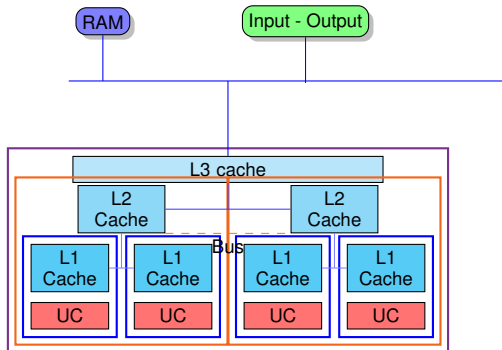 RAM
Input - Output
L3 cache
L2
Cache
L2
Cache
Bus
L1
Cache
L1
Cache
L1
Cache
L1
Cache
UC
UC
UC
UC